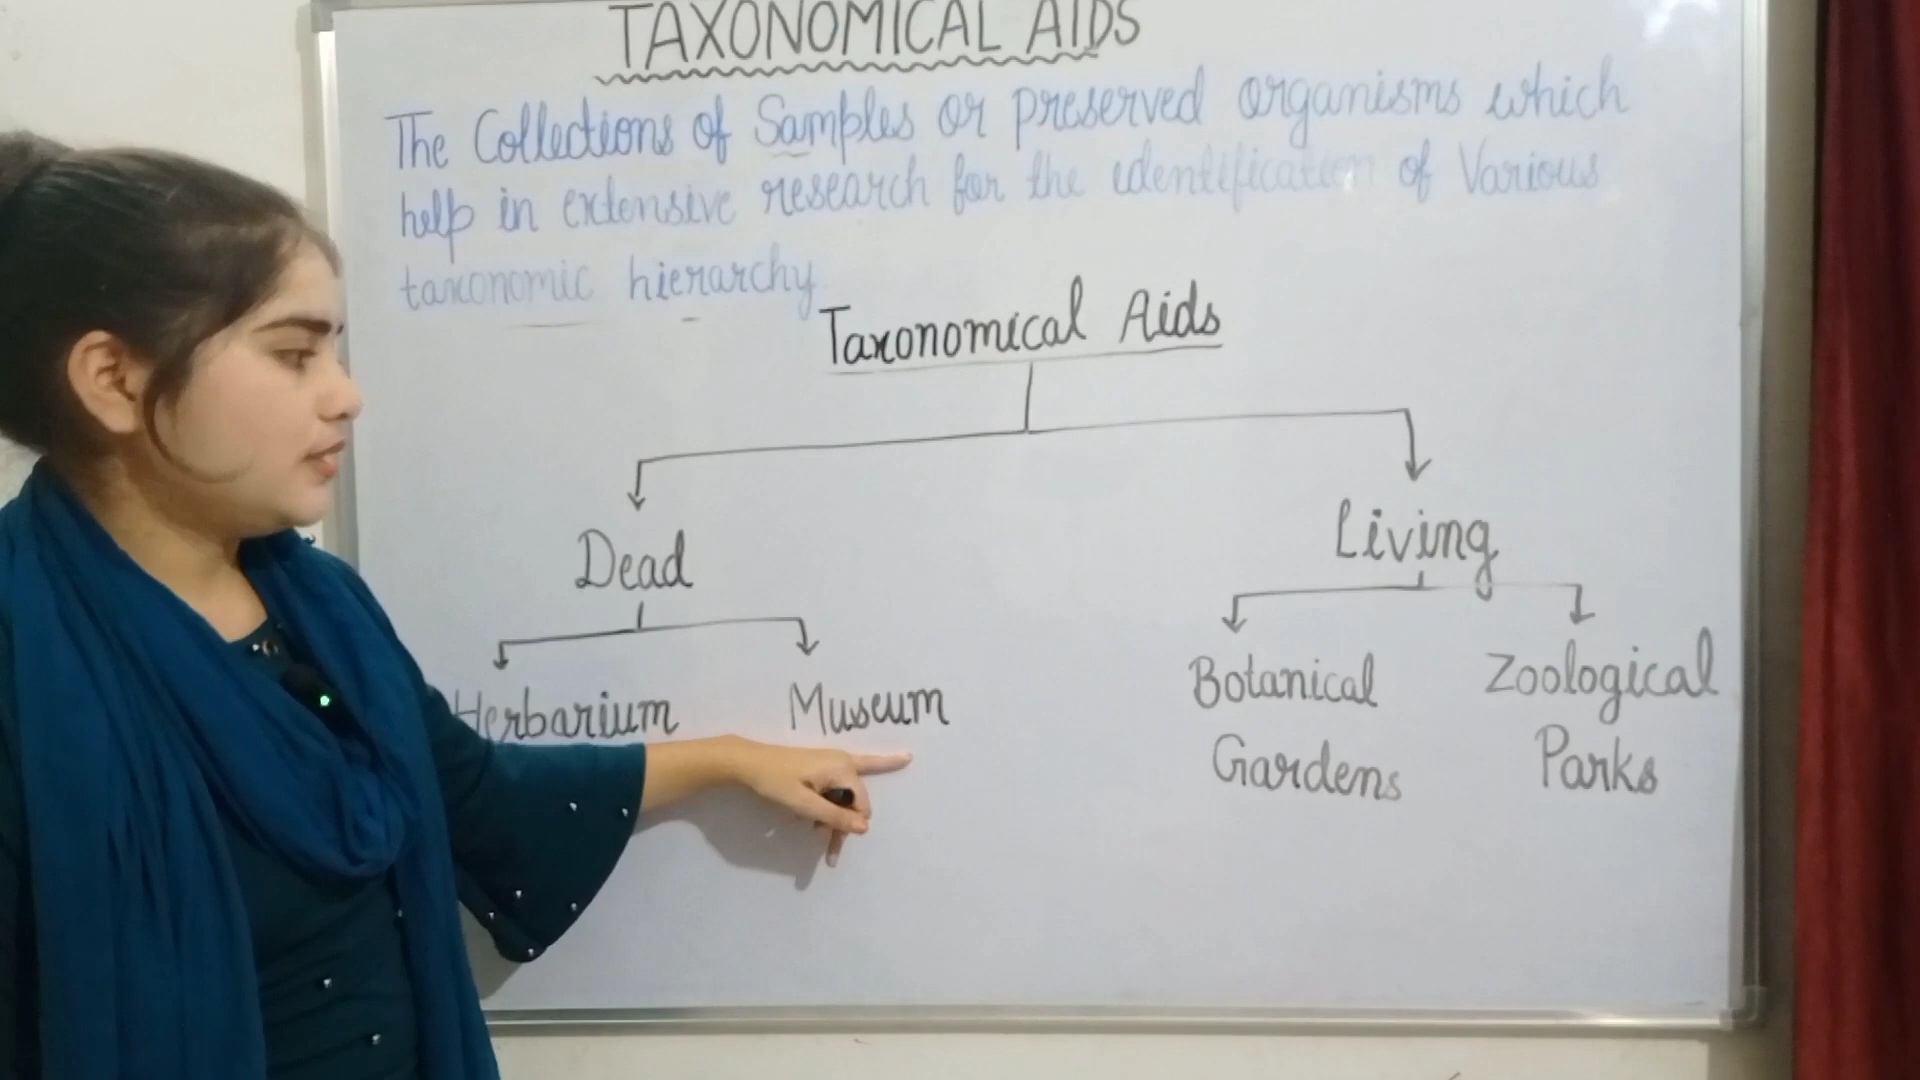 TAXONOMICAL AIDS
The Collections of Samples or preserved organisms which
help in extensive research for the identification of Various
taxonomic hierarchy
Taxonomical Aids
Dead
Living
Herbarium
Museum
Botanical
Gardens
Zoological
Parks